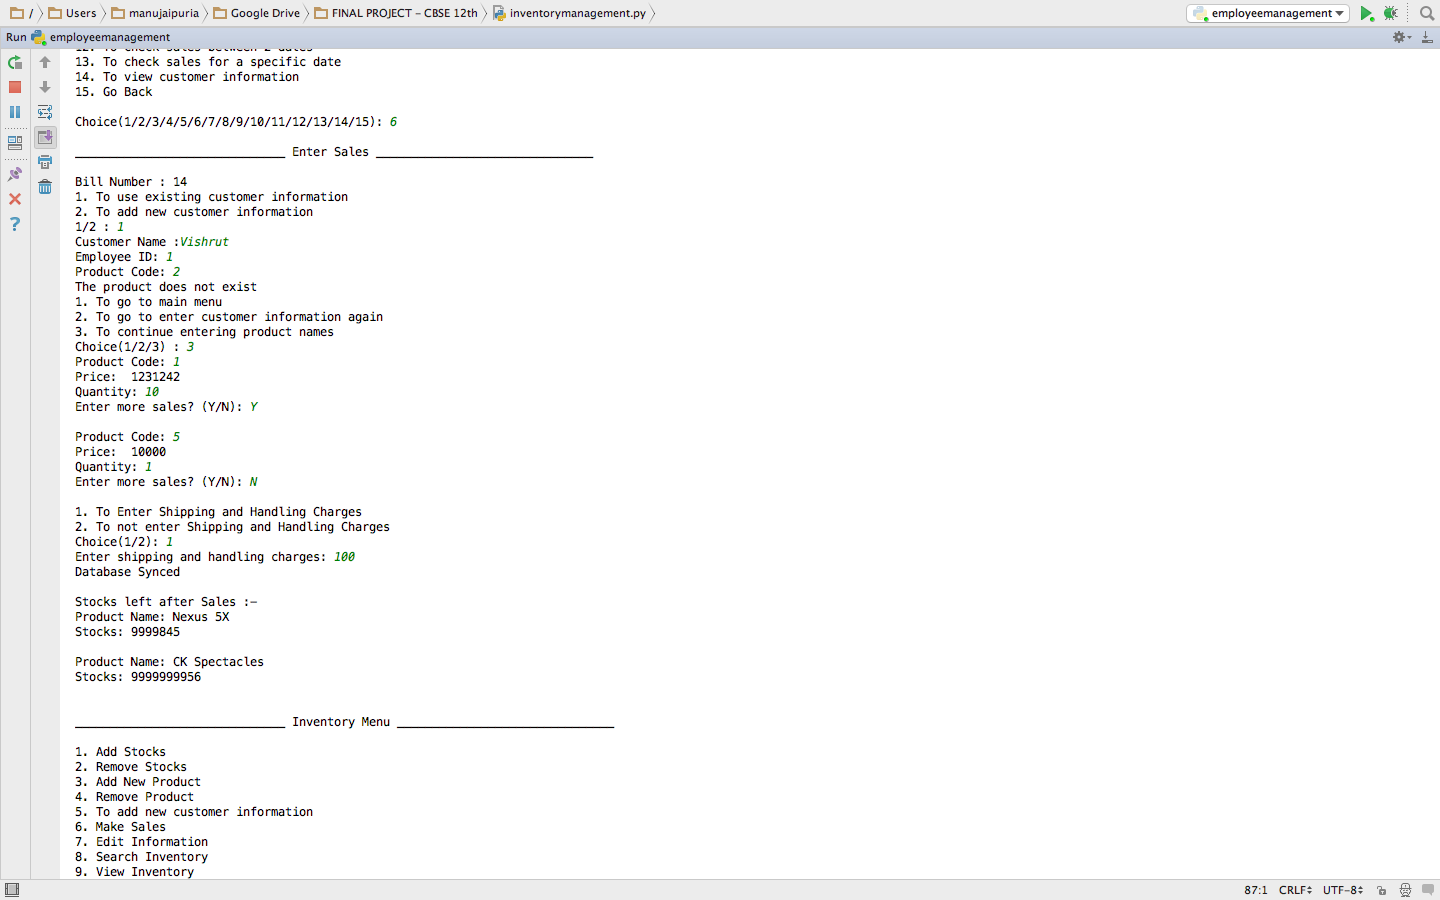 / Users manujaipuria Google Drive FINAL PROJECT – CBSE 12th inventorymanagement.py employeemanagement
Run employeemanagement
12. To check sales between 2 dates
13. To check sales for a specific date
14. To view customer information
15. Go Back
Choice(1/2/3/4/5/6/7/8/9/10/11/12/13/14/15): 6
______________________________ Enter Sales _______________________________
Bill Number : 14
1. To use existing customer information
2. To add new customer information
1/2 : 1
Customer Name :Vishrut
Employee ID: 1
Product Code: 2
The product does not exist
1. To go to main menu
2. To go to enter customer information again
3. To continue entering product names
Choice(1/2/3) : 3
Product Code: 1
Price:  1231242
Quantity: 10
Enter more sales? (Y/N): Y
Product Code: 5
Price:  10000
Quantity: 1
Enter more sales? (Y/N): N
1. To Enter Shipping and Handling Charges
2. To not enter Shipping and Handling Charges
Choice(1/2): 1
Enter shipping and handling charges: 100
Database Synced
Stocks left after Sales :-
Product Name: Nexus 5X
Stocks: 9999845
Product Name: CK Spectacles
Stocks: 9999999956
______________________________ Inventory Menu _______________________________
1. Add Stocks
2. Remove Stocks
3. Add New Product
4. Remove Product
5. To add new customer information
6. Make Sales
7. Edit Information
8. Search Inventory
9. View Inventory
87:1 CRLF UTF-8